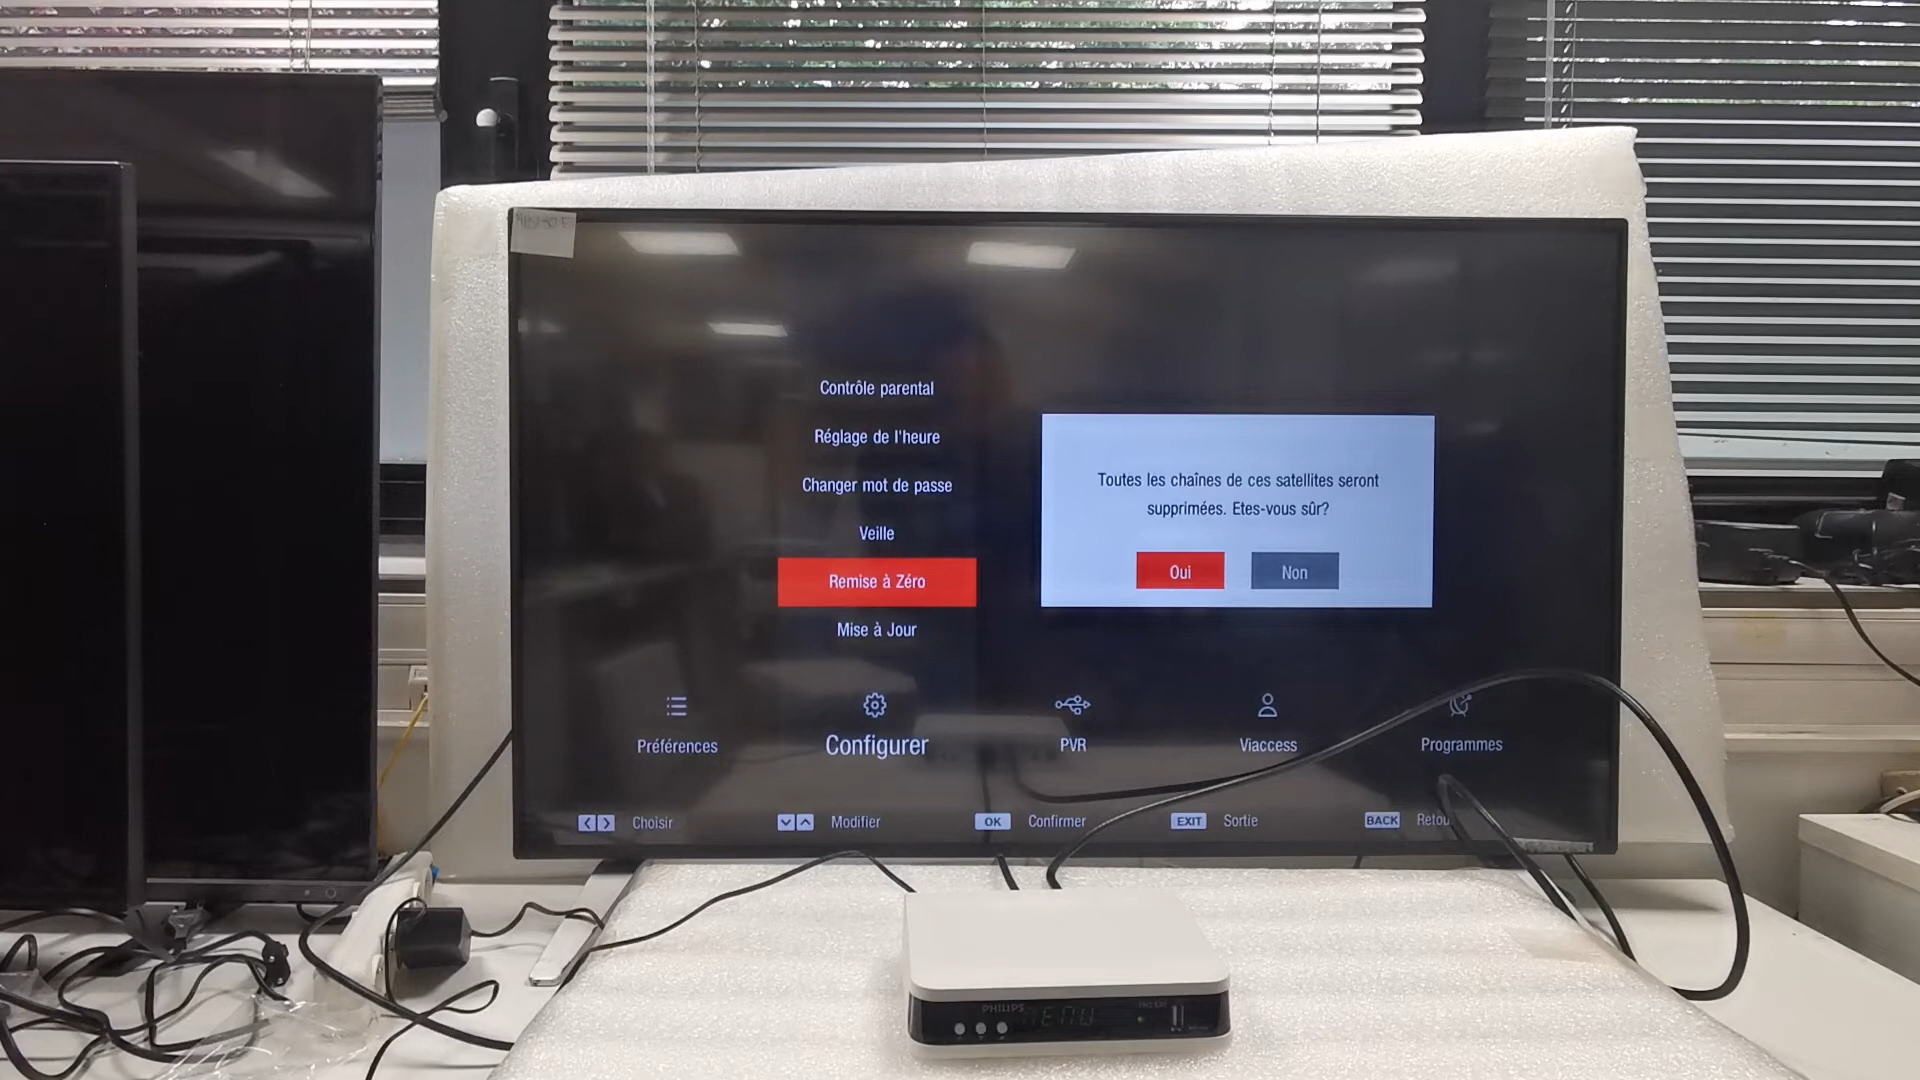 Contrôle parental
Réglage de l'heure
Changer mot de passe
Veille
Remise à Zéro
Mise à Jour
Toutes les chaînes de ces satellites seront
supprimées. Etes-vous sûr?
Oui Non
Préférences Configurer PVR Viaccess Programmes
Choisir Modifier OK Confirmer EXIT Sortie BACK Retou
PHILIPS
MENU